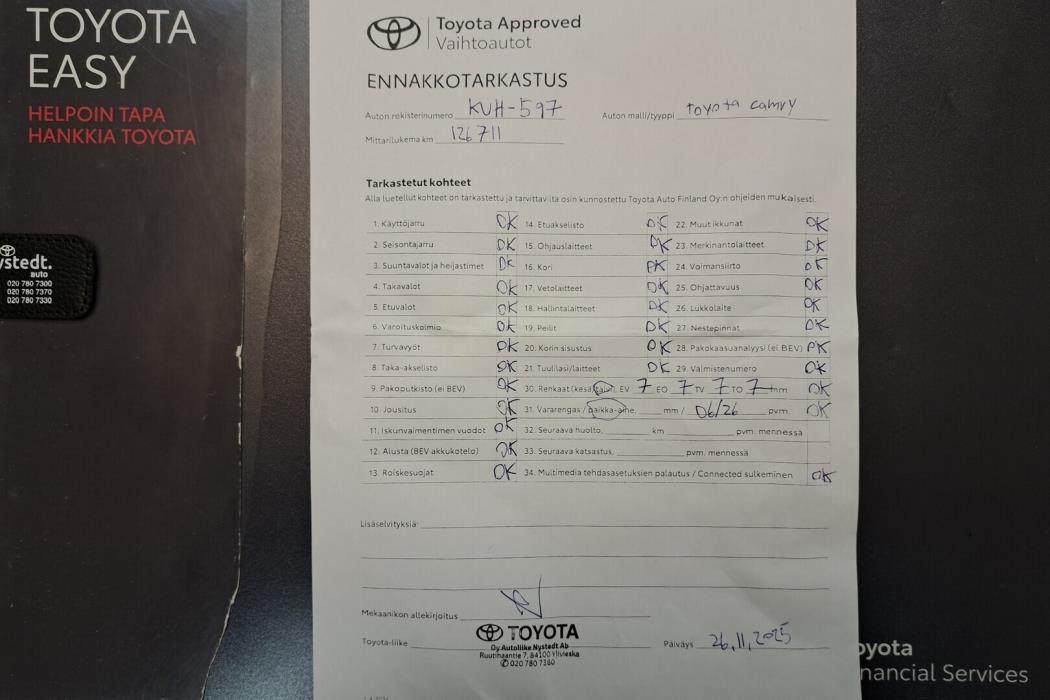 TOYOTA
EASY
HELPOIN TAPA
HANKKIA TOYOTA
ystedt.
auto
020 780 7300
020 780 7370
020 780 7330
Toyota Approved
Vaihtoautot
ENNAKKOTARKASTUS
Auton rekisterinumero KVH-597 Auton malli/tyyppi toyota camry
Mittarilukema km 126711
Tarkastetut kohteet
Alla luetellut kohteet on tarkastettu ja tarvittavilta osin kunnostettu Toyota Auto Finland Oy:n ohjeiden mukaisesti.
1. Käyttöjarru OK 14. Etuakselisto OK 22. Muut ikkunat OK
2. Seisontajarru OK 15. Ohjauslaitteet OK 23. Merkinantolaitteet OK
3. Suuntavalot ja heijastimet OK 16. Kori OK 24. Voimansiirto OK
4. Takavalot OK 17. Vetolaitteet OK 25. Ohjattavuus OK
5. Etuvalot OK 18. Hallintalaitteet OK 26. Lukkolaite OK
6. Varoituskolmio OK 19. Peilit OK 27. Nestepinnat OK
7. Turvavyöt OK 20. Korin sisustus OK 28. Pakokaasuanalyysi (ei BEV) OK
8. Taka-akselisto OK 21. Tuulilasi/laitteet OK 29. Valmistenumero OK
9. Pakoputkisto (ei BEV) OK 30. Renkaat (kesä/talvi), EV 7 EO 7 TV 7 TO 7 mm OK
10. Jousitus OK 31. Vararengas / paikka-aine, mm / 06/26 pvm. OK
11. Iskunvaimentimen vuodot OK 32. Seuraava huolto, km pvm. mennessä
12. Alusta (BEV akkukotelo) OK 33. Seuraava katsastus, pvm. mennessä
13. Roiskesuojat OK 34. Multimedia tehdasasetuksien palautus / Connected sulkeminen OK
Lisäselvityksiä:
Mekaanikon allekirjoitus
TOYOTA
Toyota-liike Oy Autoliike Nystedt Ab Päiväys 26.11.2025
Ruutihaantie 7, 84100 Ylivieska
020 780 7360
oyota
nancial Services